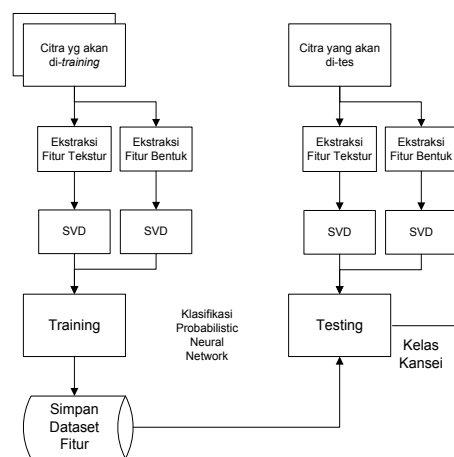 Citra yg akan
di-training
Citra yang akan
di-tes
Ekstraksi
Fitur Tekstur
Ekstraksi
Fitur Bentuk
Ekstraksi
Fitur Tekstur
Ekstraksi
Fitur Bentuk
SVD
SVD
SVD
SVD
Training
Klasifikasi
Probabilistic
Neural
Network
Testing
Kelas
Kansei
Simpan
Dataset
Fitur